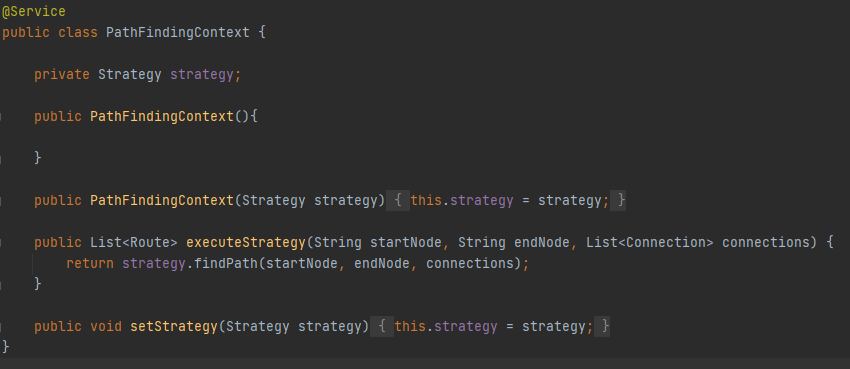 @Service
public class PathFindingContext {
private Strategy strategy;
public PathFindingContext(){
}
public PathFindingContext(Strategy strategy) { this.strategy = strategy; }
public List<Route> executeStrategy(String startNode, String endNode, List<Connection> connections) {
return strategy.findPath(startNode, endNode, connections);
}
public void setStrategy(Strategy strategy) { this.strategy = strategy; }
}